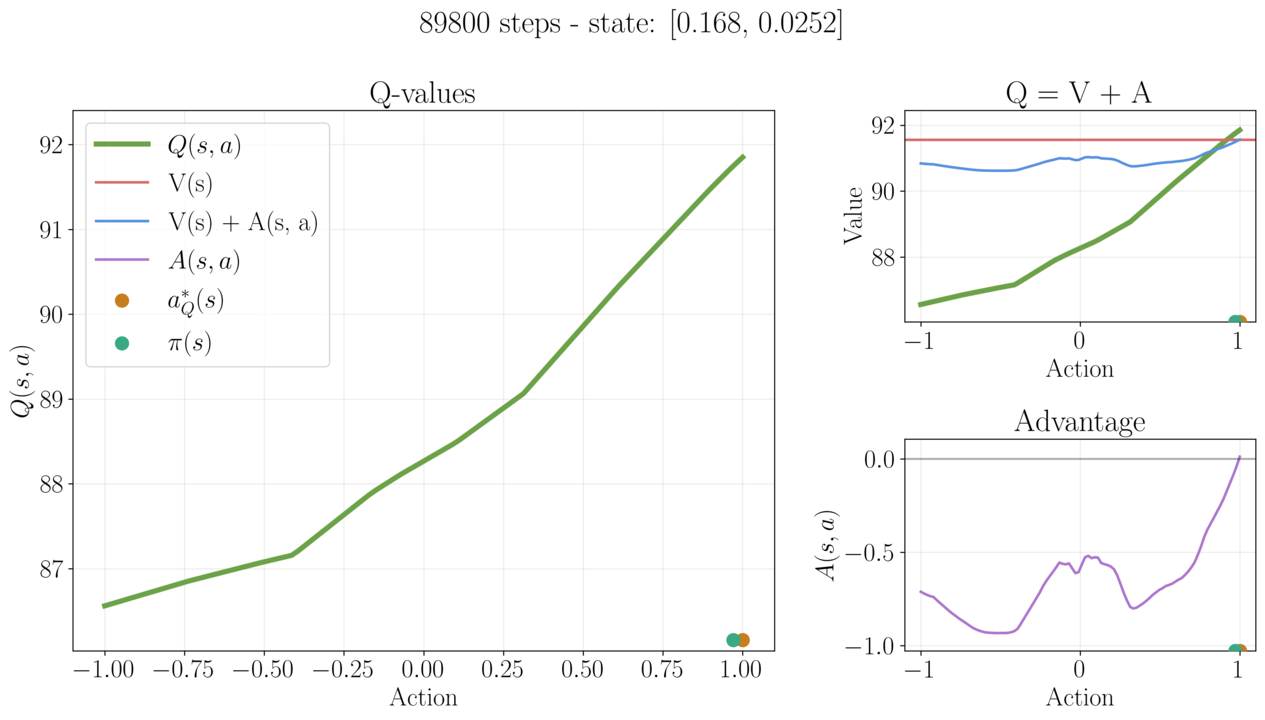 89800 steps - state: [0.168, 0.0252]
Q-values
Q(s, a)
V(s)
V(s) + A(s, a)
A(s, a)
a*Q(s)
π(s)
92
91
90
89
88
87
Q(s, a)
−1.00
−0.75
−0.50
−0.25
0.00
0.25
0.50
0.75
1.00
Action
Q = V + A
92
90
88
Value
−1
0
1
Action
Advantage
0.0
−0.5
−1.0
A(s, a)
−1
0
1
Action